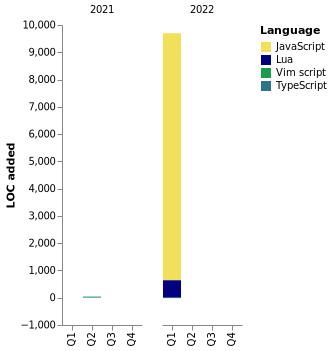 2021 2022
Language
JavaScript
Lua
Vim script
TypeScript
LOC added
10,000
9,000
8,000
7,000
6,000
5,000
4,000
3,000
2,000
1,000
0
−1,000
Q1 Q2 Q3 Q4 Q1 Q2 Q3 Q4